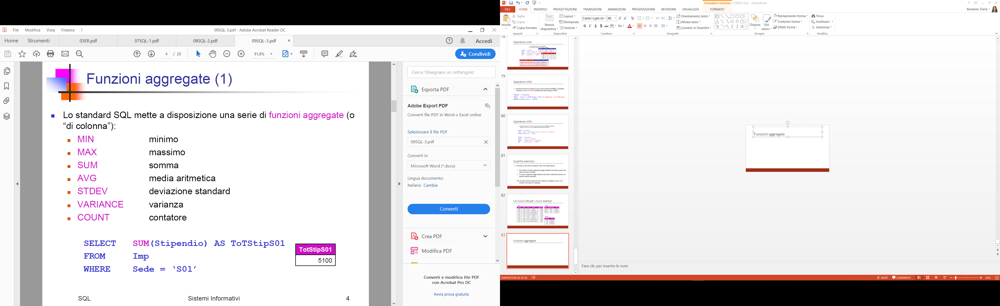 File Modifica Vista Finestra ?
09SQL-3.pdf - Adobe Acrobat Reader DC
Home Strumenti 03ER.pdf 07SQL-1.pdf 08SQL-2.pdf 09SQL-3.pdf × Accedi
4 / 20 91,8% Condividi
Funzioni aggregate (1)
Lo standard SQL mette a disposizione una serie di funzioni aggregate (o
“di colonna”):
MIN minimo
MAX massimo
SUM somma
AVG media aritmetica
STDEV deviazione standard
VARIANCE varianza
COUNT contatore
SELECT SUM(Stipendio) AS ToTStipS01
FROM Imp
WHERE Sede = ‘S01’
TotStipS01
5100
SQL Sistemi Informativi 4
Cerca 'Disegnare un rettangolo'
Esporta PDF
Adobe Export PDF
Converti file PDF in Word o Excel online
Selezionare il file PDF
09SQL-3.pdf
Converti in
Microsoft Word (*.docx)
Lingua documento:
Italiano Cambia
Converti
Crea PDF
Modifica PDF
Converti e modifica file PDF
con Acrobat Pro DC
Avvia prova gratuita
STRUMENTI DISEGNO CORSO SQL - PowerPoint
FILE HOME INSERISCI PROGETTAZIONE TRANSIZIONI ANIMAZIONI PRESENTAZIONE REVISIONE VISUALIZZA FORMATO
Bonanno Daria
Incolla
Taglia
Copia
Copia formato
Appunti
Nuova
diapositiva
Layout
Reimposta
Sezione
Diapositive
Calibri Light (In 48
G C S S abc AV Aa A
Carattere
Orientamento testo
Allinea testo
Converti in SmartArt
Paragrafo
Disponi
Stili
veloci
Riempimento forma
Contorno forma
Effetti forma
Disegno
Trova
Sostituisci
Seleziona
Modifica
78
Operatore JOIN
79
Operatore JOIN
80
Operatore JOIN
81
Qualche esercizio...
82
Un nuovo DB per i nuovi esempi
83
Funzioni aggregate
Funzioni aggregate
Fare clic per inserire le note
DIAPOSITIVA 83 DI 83
NOTE COMMENTI 25%